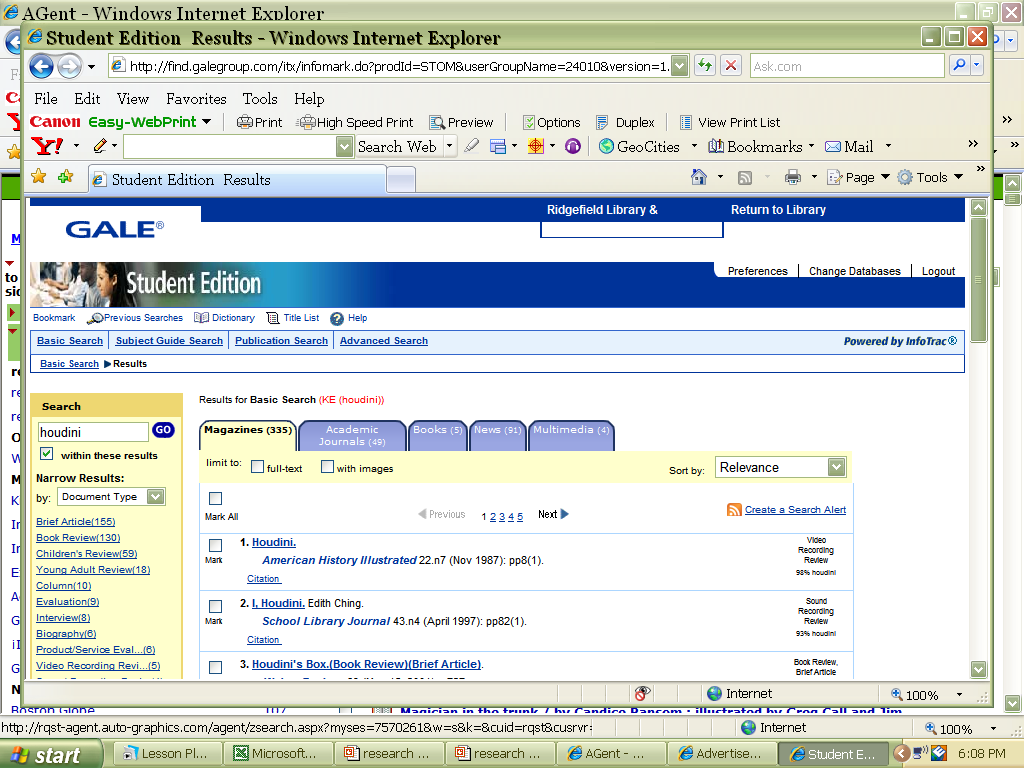 AGent - Windows Internet Explorer
Student Edition  Results - Windows Internet Explorer
http://find.galegroup.com/itx/infomark.do?prodId=STOM&userGroupName=24010&version=1.
Ask.com
File Edit View Favorites Tools Help
Canon Easy-WebPrint Print High Speed Print Preview Options Duplex View Print List
Y! Search Web GeoCities Bookmarks Mail »
Student Edition  Results
Page Tools »
GALE®
Ridgefield Library & Return to Library
Student Edition
Preferences Change Databases Logout
Bookmark Previous Searches Dictionary Title List Help
Basic Search Subject Guide Search Publication Search Advanced Search Powered by InfoTrac®
Basic Search ▶ Results
Search
houdini GO
within these results
Narrow Results:
by: Document Type
Brief Article(155)
Book Review(130)
Children's Review(59)
Young Adult Review(18)
Column(10)
Evaluation(9)
Interview(8)
Biography(6)
Product/Service Eval...(6)
Video Recording Revi...(5)
Results for Basic Search (KE (houdini))
Magazines (335)
Academic
Journals (49)
Books (5)
News (91)
Multimedia (4)
limit to: full-text with images
Sort by: Relevance
Mark All
Previous 1 2 3 4 5 Next
Create a Search Alert
Mark
1. Houdini.
American History Illustrated 22.n7 (Nov 1987): pp8(1).
Citation
Video
Recording
Review
98% houdini
Mark
2. I, Houdini. Edith Ching.
School Library Journal 43.n4 (April 1997): pp82(1).
Citation
Sound
Recording
Review
93% houdini
3. Houdini's Box.(Book Review)(Brief Article).
Book Review,
Brief Article
Internet 100%
Boston Globe
Magician in the trunk / by Candice Ransom ; illustrated by Greg Call and Jim
http://rqst-agent.auto-graphics.com/agent/zsearch.aspx?myses=7570261&w=s&k=&cuid=rqst&cusrvr=
Internet 100%
start Lesson Pl... Microsoft... research ... research ... AGent - ... Advertise... Student E... 6:08 PM